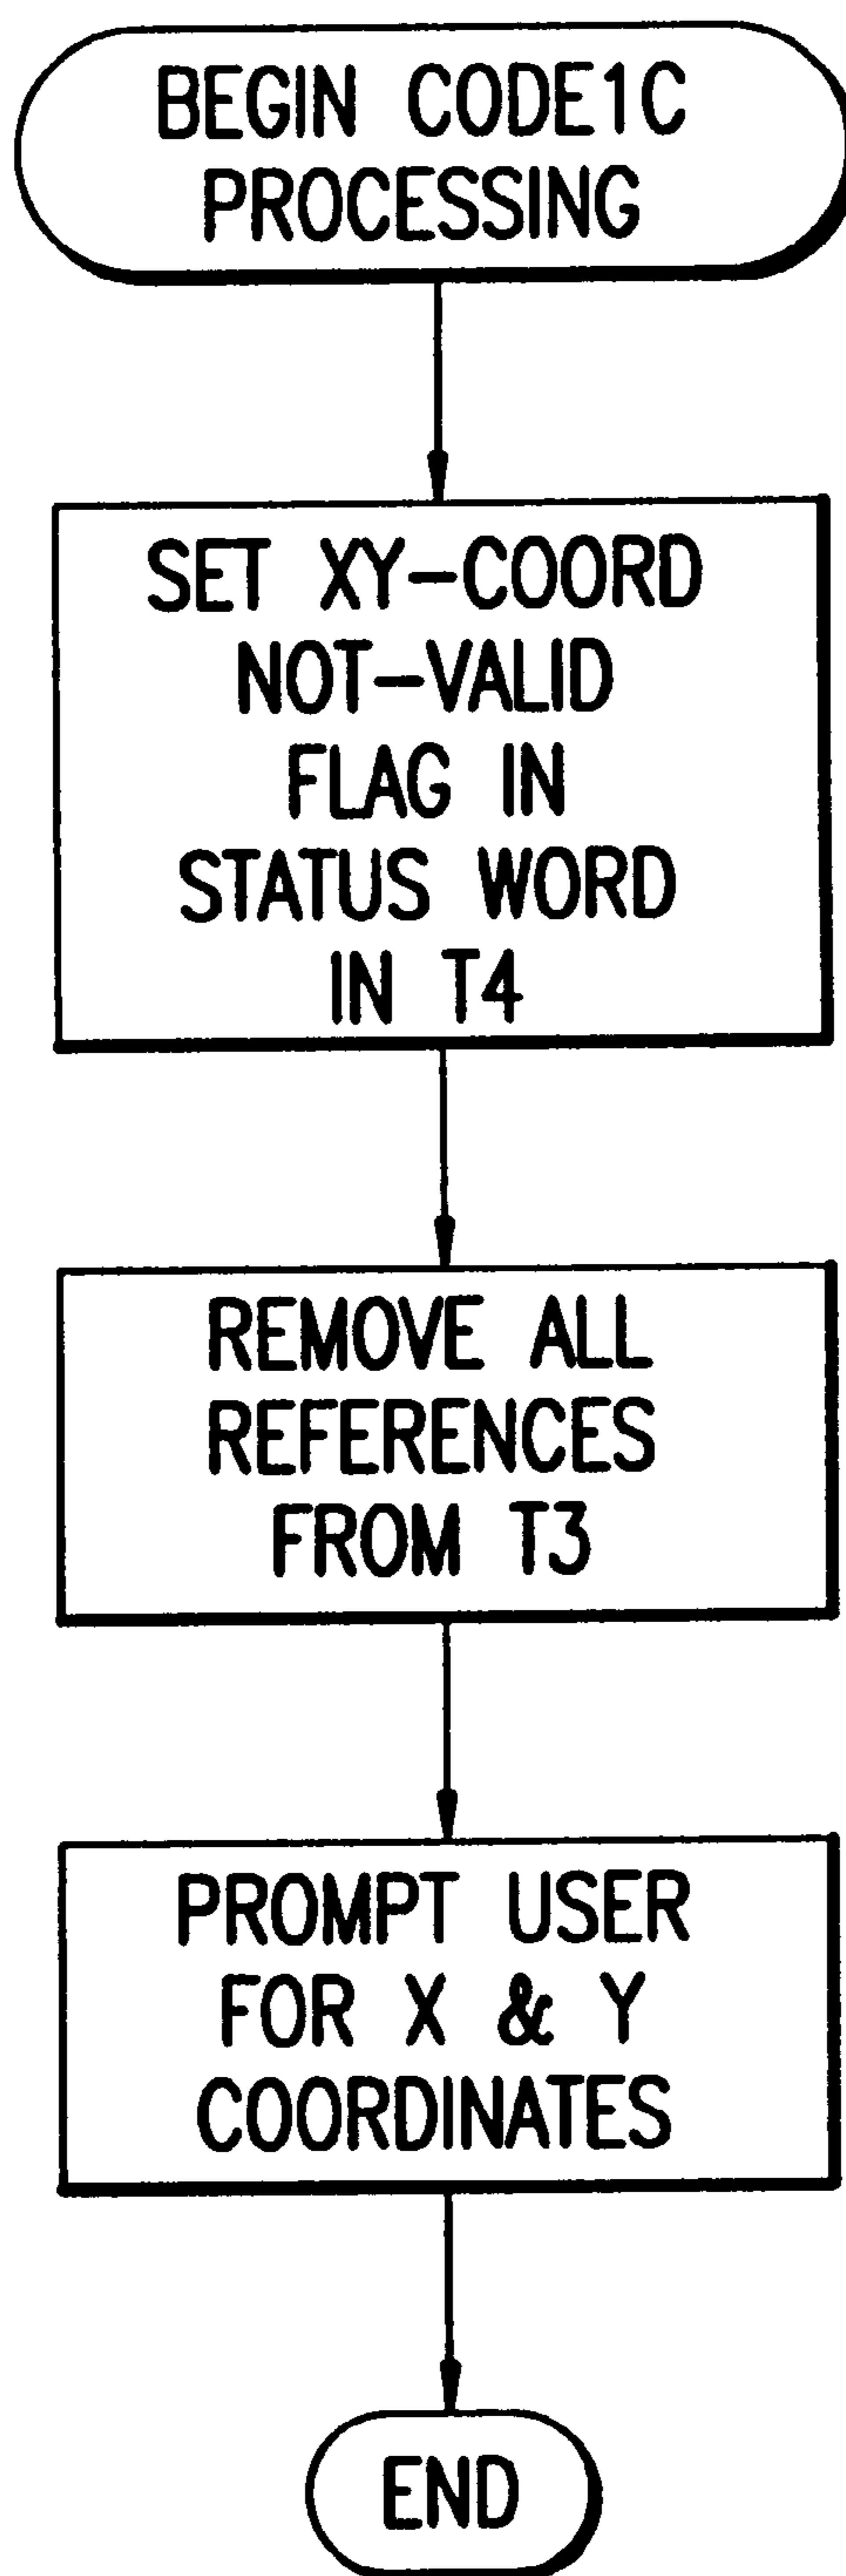 BEGIN CODE1C
PROCESSING
SET XY-COORD
NOT-VALID
FLAG IN
STATUS WORD
IN T4
REMOVE ALL
REFERENCES
FROM T3
PROMPT USER
FOR X & Y
COORDINATES
END